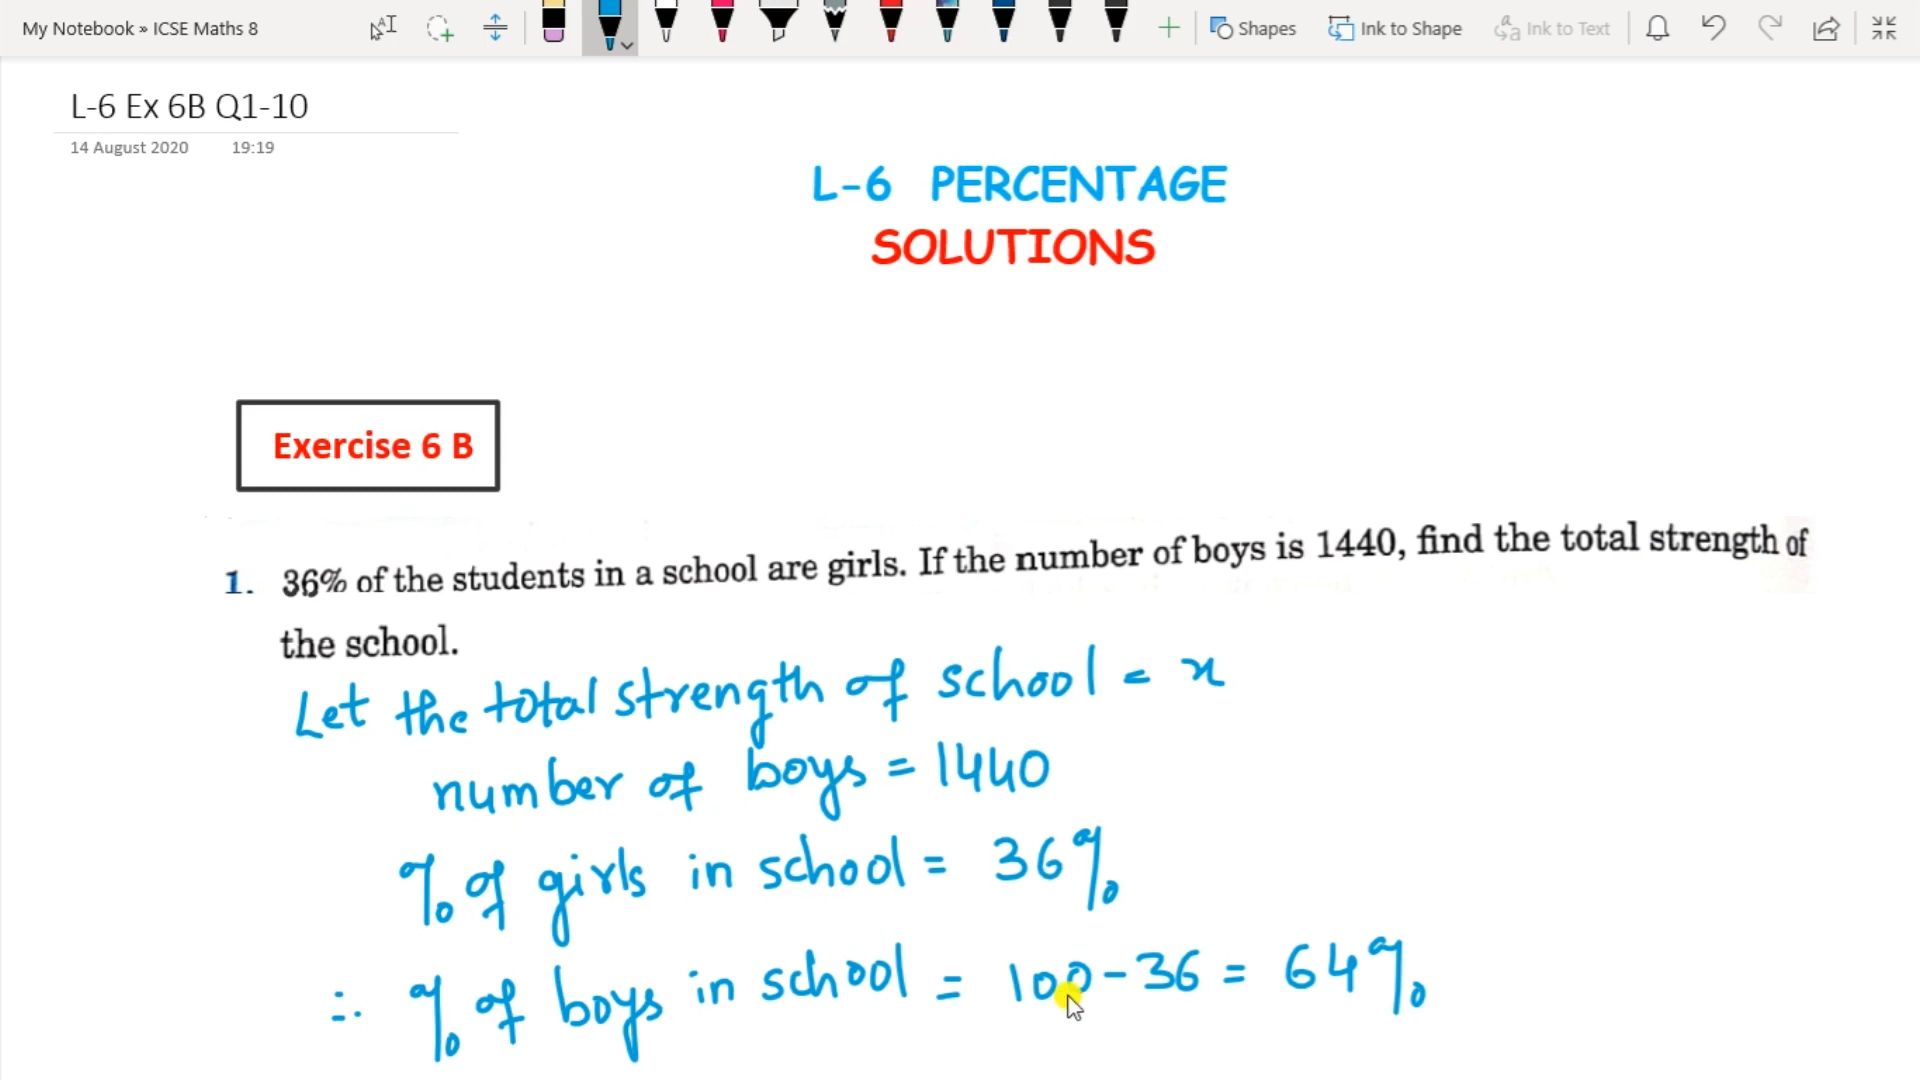 My Notebook » ICSE Maths 8
Shapes
Ink to Shape
Ink to Text
L-6 Ex 6B Q1-10
14 August 2020 19:19
L-6 PERCENTAGE
SOLUTIONS
Exercise 6 B
1. 36% of the students in a school are girls. If the number of boys is 1440, find the total strength of
the school.
Let the total strength of school = x
number of boys = 1440
% of girls in school = 36%
∴ % of boys in school = 100 - 36 = 64%